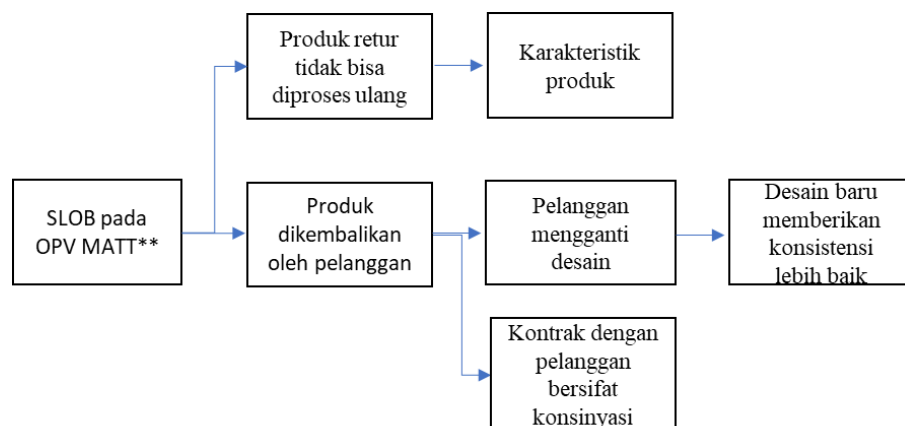 Produk retur
tidak bisa
diproses ulang
Karakteristik
produk
SLOB pada
OPV MATT**
Produk
dikembalikan
oleh pelanggan
Pelanggan
mengganti
desain
Desain baru
memberikan
konsistensi
lebih baik
Kontrak dengan
pelanggan
bersifat
konsinyasi